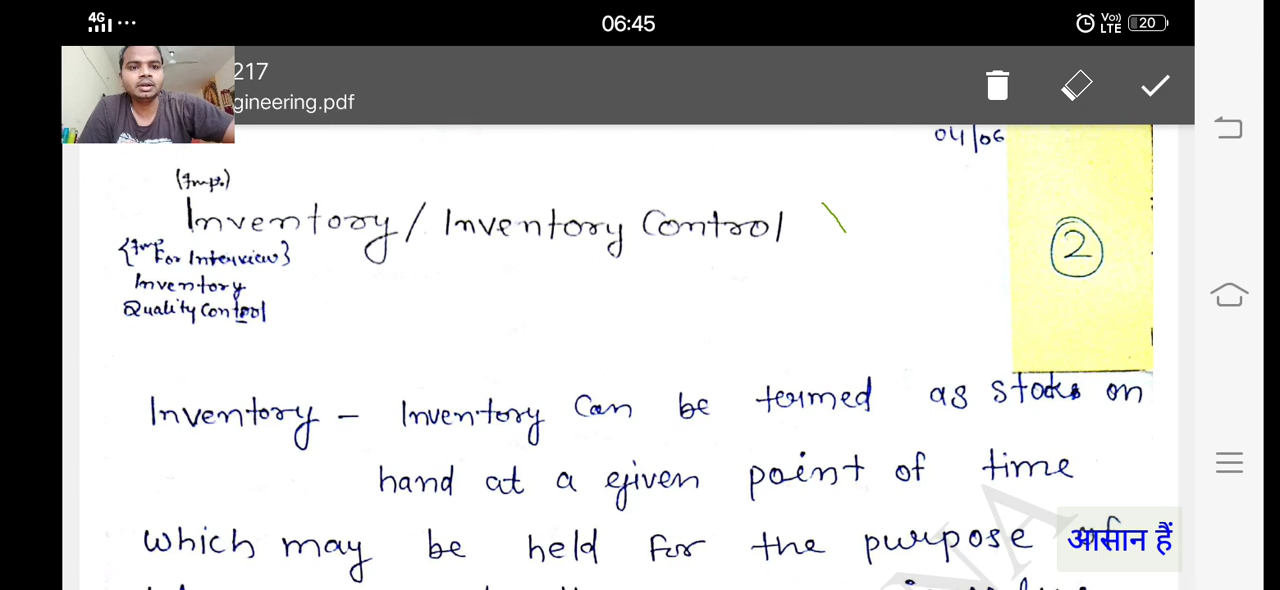 4G
06:45
Vo)) LTE
20
217
gineering.pdf
04/06
(Imp.)
Inventory / Inventory Control
2
{Imp For Interview}
Inventory
Quality Control
Inventory - Inventory Can be termed as stocks on
hand at a given point of time
which may be held for the purpose of
आसान हैं